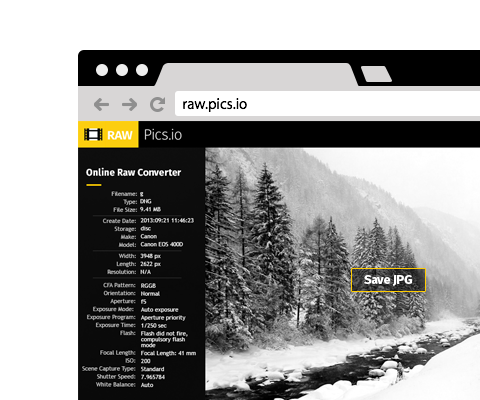 raw.pics.io
RAW Pics.io
Online Raw Converter
Filename: g
Type: DHG
File Size: 9.41 MB
Create Date: 2013:09:21 11:46:23
Storage: disc
Make: Canon
Model: Canon EOS 400D
Width: 3948 px
Length: 2622 px
Resolution: N/A
CFA Pattern: RGGB
Orientation: Normal
Aperture: f5
Exposure Mode: Auto exposure
Exposure Program: Aperture priority
Exposure Time: 1/250 sec
Flash: Flash did not fire,
compulsory flash
mode
Focal Length: Focal Length: 41 mm
ISO: 200
Scene Capture Type: Standard
Shutter Speed: 7.965784
White Balance: Auto
Save JPG